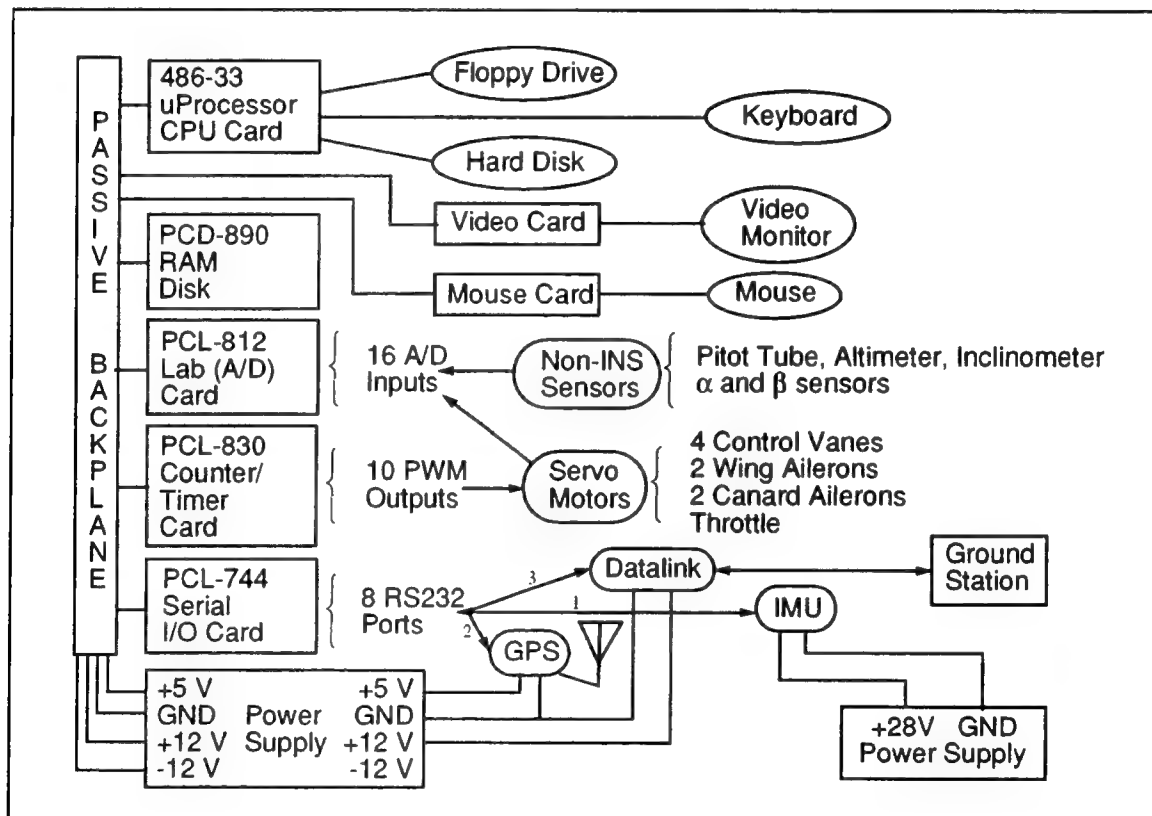 PASSIVE BACKPLANE
486-33
uProcessor
CPU Card
Floppy Drive
Keyboard
Hard Disk
Video Card
Video
Monitor
PCD-890
RAM
Disk
Mouse Card
Mouse
PCL-812
Lab (A/D)
Card
16 A/D
Inputs
Non-INS
Sensors
Pitot Tube, Altimeter, Inclinometer
α and β sensors
PCL-830
Counter/
Timer
Card
10 PWM
Outputs
Servo
Motors
4 Control Vanes
2 Wing Ailerons
2 Canard Ailerons
Throttle
PCL-744
Serial
I/O Card
8 RS232
Ports
3
Datalink
Ground
Station
1
IMU
2
GPS
+5 V
GND
+12 V
-12 V
Power
Supply
+5 V
GND
+12 V
-12 V
+28V GND
Power Supply